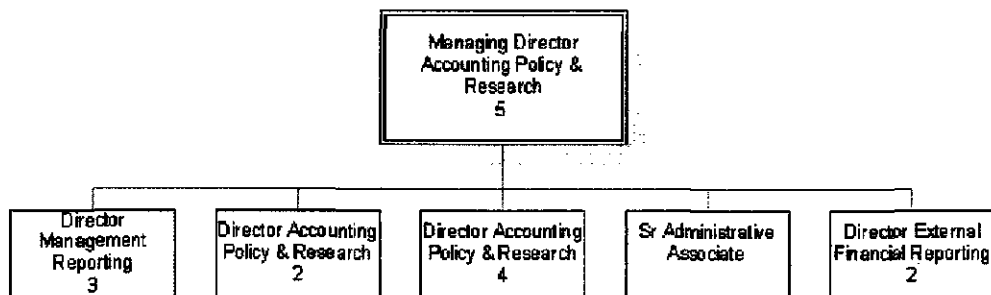 Managing Director
Accounting Policy &
Research
5
Director
Management
Reporting
3
Director Accounting
Policy & Research
2
Director Accounting
Policy & Research
4
Sr Administrative
Associate
Director External
Financial Reporting
2